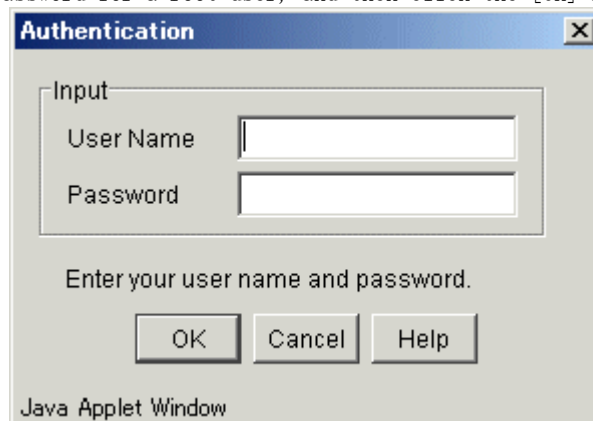 Authentication
Input
User Name
Password
Enter your user name and password.
OK Cancel Help
Java Applet Window